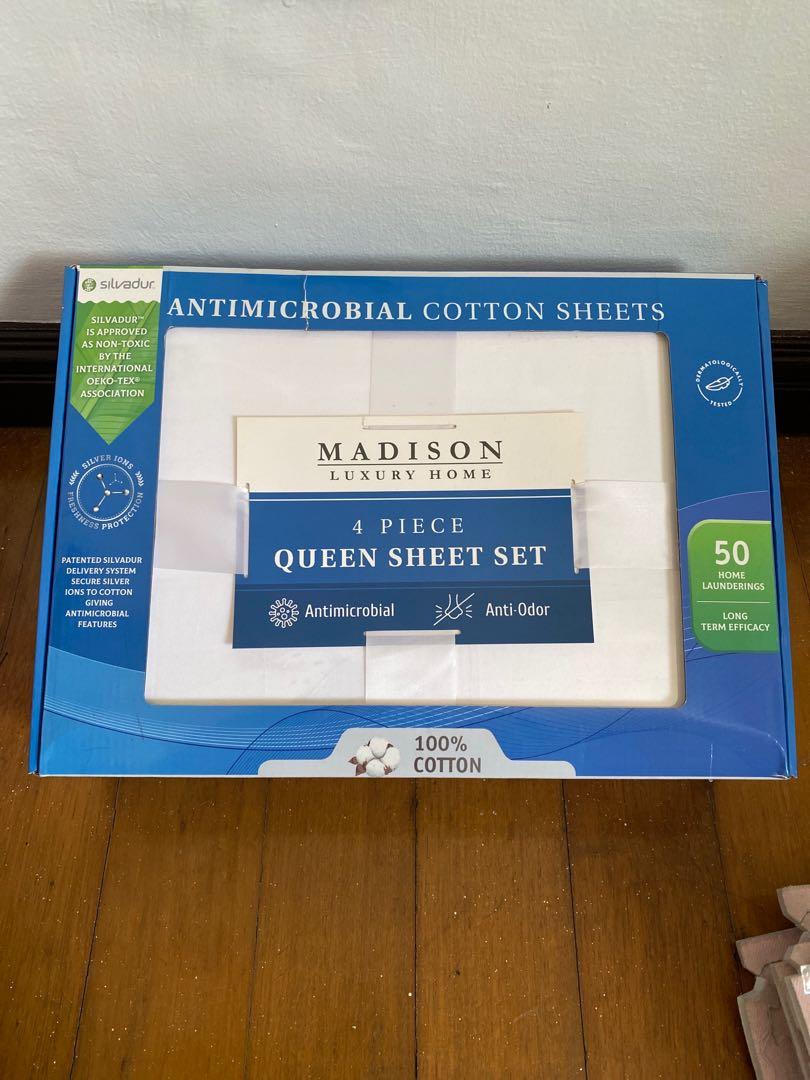 silvadur™
SILVADUR™
IS APPROVED
AS NON-TOXIC
BY THE
INTERNATIONAL
OEKO-TEX®
ASSOCIATION
SILVER IONS
FRESHNESS PROTECTION
PATENTED SILVADUR
DELIVERY SYSTEM
SECURE SILVER
IONS TO COTTON
GIVING
ANTIMICROBIAL
FEATURES
ANTIMICROBIAL COTTON SHEETS
MADISON
LUXURY HOME
4 PIECE
QUEEN SHEET SET
Antimicrobial
Anti-Odor
100%
COTTON
DERMATOLOGICALLY
TESTED
50
HOME
LAUNDERINGS
LONG
TERM EFFICACY